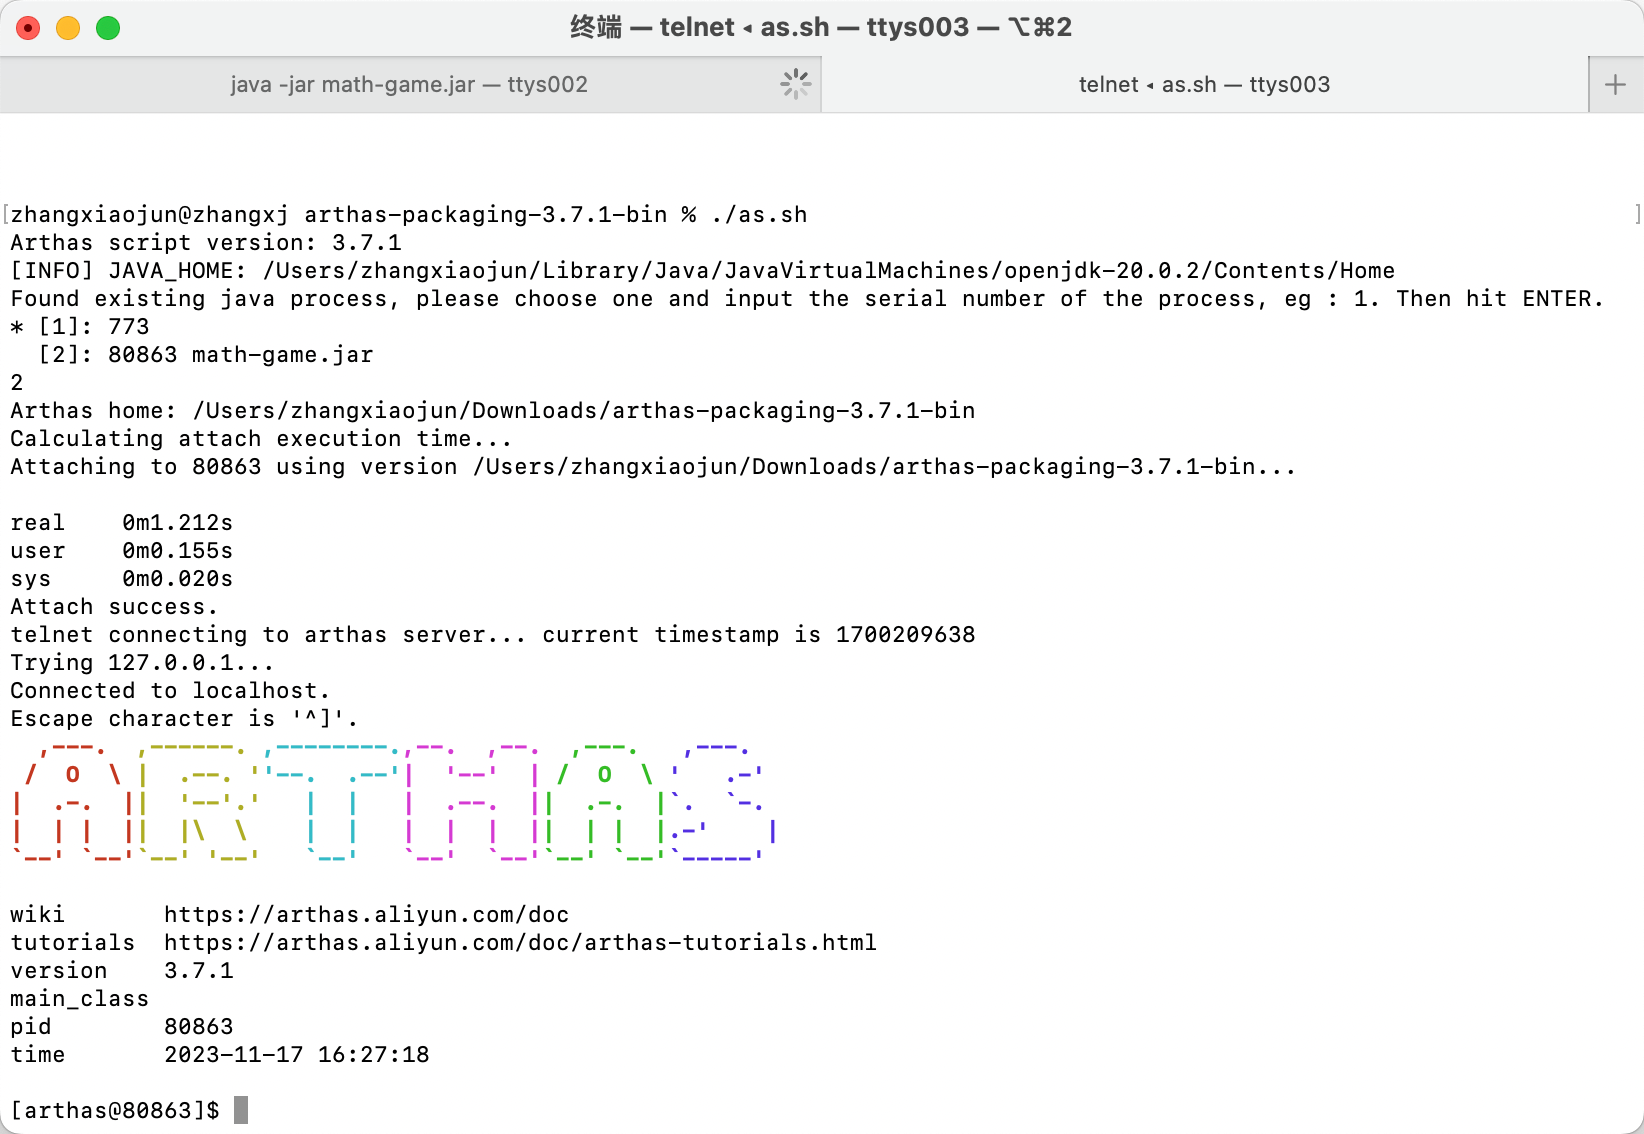 终端 — telnet ◂ as.sh — ttys003 — ⌥⌘2
java -jar math-game.jar — ttys002
telnet ◂ as.sh — ttys003
[zhangxiaojun@zhangxj arthas-packaging-3.7.1-bin % ./as.sh ]
Arthas script version: 3.7.1
[INFO] JAVA_HOME: /Users/zhangxiaojun/Library/Java/JavaVirtualMachines/openjdk-20.0.2/Contents/Home
Found existing java process, please choose one and input the serial number of the process, eg : 1. Then hit ENTER.
* [1]: 773
  [2]: 80863 math-game.jar
2
Arthas home: /Users/zhangxiaojun/Downloads/arthas-packaging-3.7.1-bin
Calculating attach execution time...
Attaching to 80863 using version /Users/zhangxiaojun/Downloads/arthas-packaging-3.7.1-bin...
real    0m1.212s
user    0m0.155s
sys     0m0.020s
Attach success.
telnet connecting to arthas server... current timestamp is 1700209638
Trying 127.0.0.1...
Connected to localhost.
Escape character is '^]'.
ARTHAS
wiki       https://arthas.aliyun.com/doc
tutorials  https://arthas.aliyun.com/doc/arthas-tutorials.html
version    3.7.1
main_class
pid        80863
time       2023-11-17 16:27:18
[arthas@80863]$